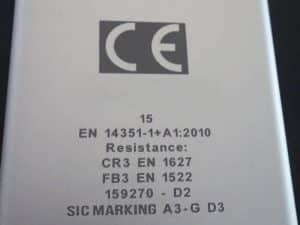 CE
15
EN 14351-1+A1:2010
Resistance:
CR3 EN 1627
FB3 EN 1522
159270 - D2
SIC MARKING A3-G D3